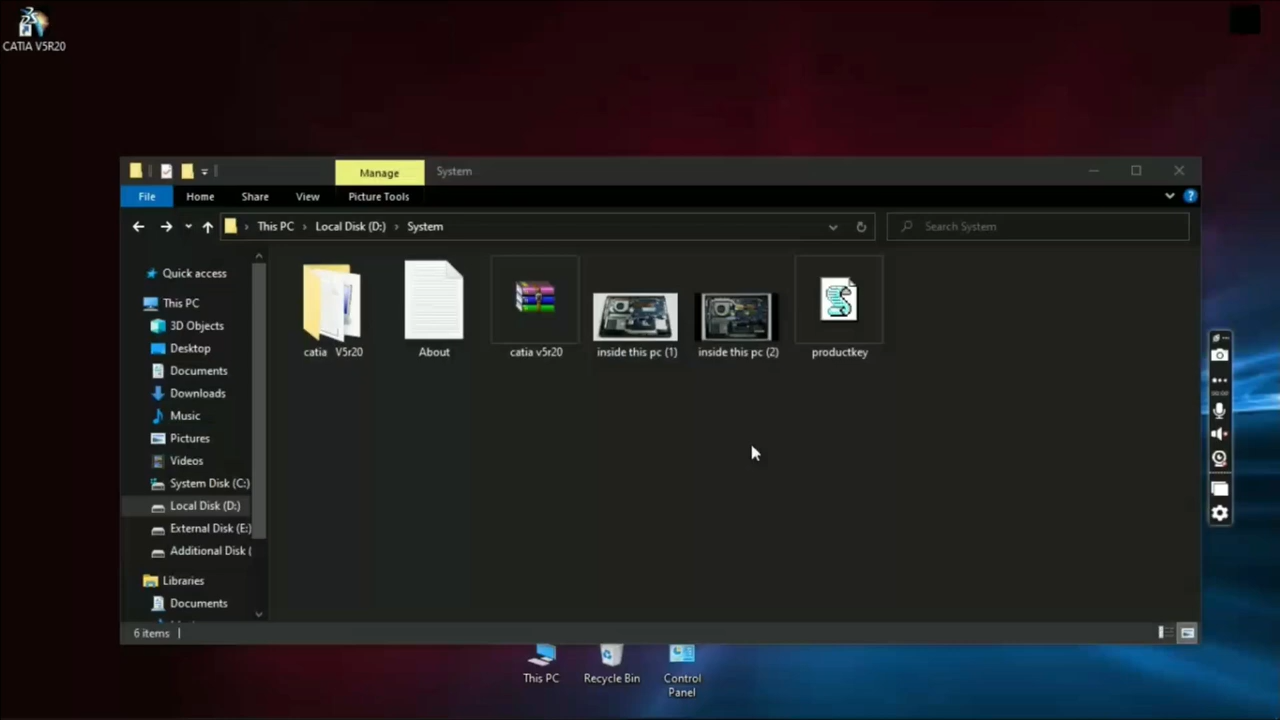 CATIA V5R20
Manage
System
File
Home
Share
View
Picture Tools
This PC
Local Disk (D:)
System
Search System
Quick access
This PC
3D Objects
Desktop
Documents
Downloads
Music
Pictures
Videos
System Disk (C:)
Local Disk (D:)
External Disk (E:)
Additional Disk (
Libraries
Documents
catia V5R20
About
catia v5r20
inside this pc (1)
inside this pc (2)
productkey
6 items
This PC
Recycle Bin
Control
Panel
00:00